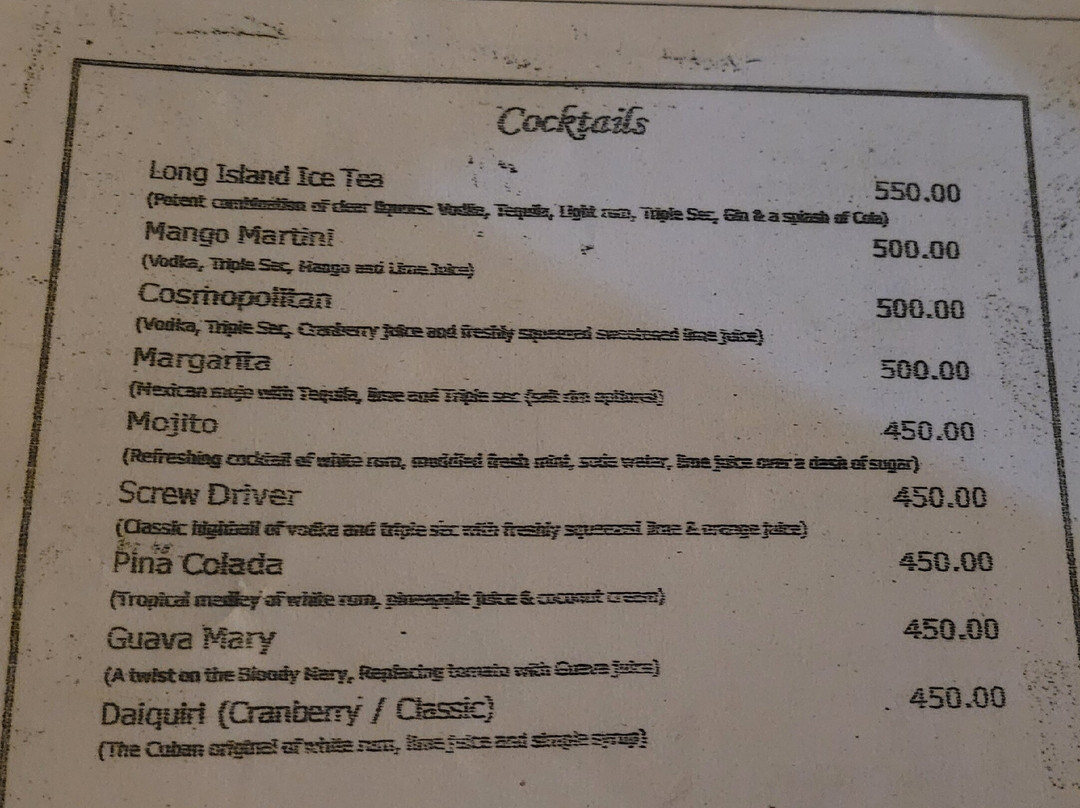 Cocktails
Long Island Ice Tea 550.00
(Potent combination of clear liquors: Vodka, Tequila, Light rum, Triple Sec, Gin & a splash of Cola)
Mango Martini 500.00
(Vodka, Triple Sec, Mango and Lime Juice)
Cosmopolitan 500.00
(Vodka, Triple Sec, Cranberry juice and freshly squeezed sweetened lime juice)
Margarita 500.00
(Mexican mojo with Tequila, lime and Triple sec (salt rim optional)
Mojito 450.00
(Refreshing cocktail of white rum, muddled fresh mint, soda water, lime juice over a dash of sugar)
Screw Driver 450.00
(Classic highball of vodka and triple sec with freshly squeezed lime & orange juice)
Pina Colada 450.00
(Tropical medley of white rum, pineapple juice & coconut cream)
Guava Mary 450.00
(A twist on the Bloody Mary, Replacing tomato with Guava juice)
Daiquiri (Cranberry / Classic) 450.00
(The Cuban original of white rum, lime juice and simple syrup)